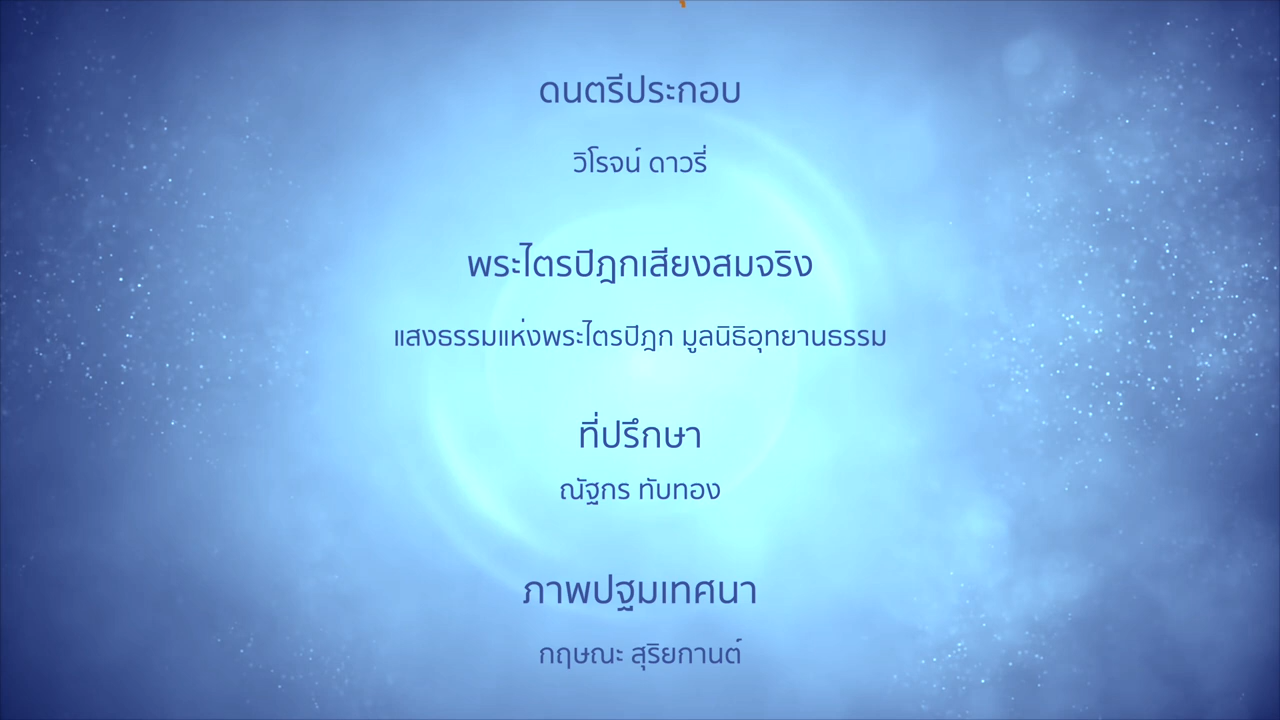 ดนตรีประกอบ
วิโรจน์ ดาวรี่
พระไตรปิฎกเสียงสมจริง
แสงธรรมแห่งพระไตรปิฎก มูลนิธิอุทยานธรรม
ที่ปรึกษา
ณัฐกร ทับทอง
ภาพปฐมเทศนา
กฤษณะ สุริยกานต์